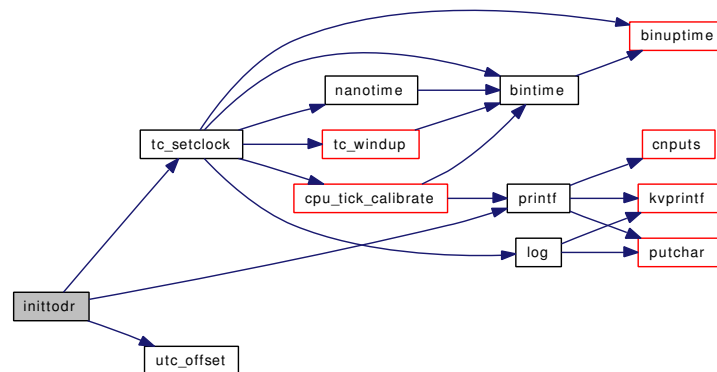 binuptime
nanotime
bintime
tc_setclock
tc_windup
cnputs
cpu_tick_calibrate
printf
kvprintf
log
putchar
inittodr
utc_offset